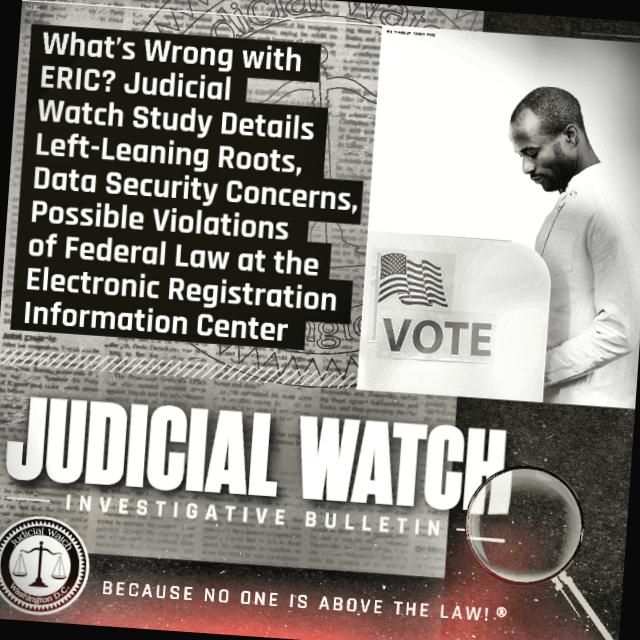 What's Wrong with
ERIC? Judicial
Watch Study Details
Left-Leaning Roots,
Data Security Concerns,
Possible Violations
of Federal Law at the
Electronic Registration
Information Center
VOTE
JUDICIAL WATCH
INVESTIGATIVE BULLETIN
Judicial Watch
Washington D.C.
BECAUSE NO ONE IS ABOVE THE LAW!®